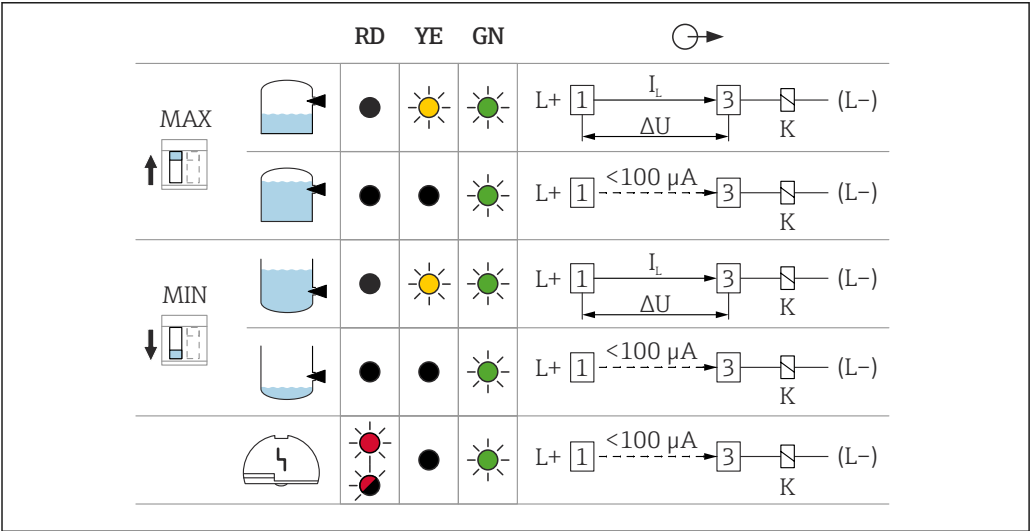 RD YE GN
MAX
L+ 1 I_L 3 (L−)
ΔU K
L+ 1 <100 µA 3 (L−)
K
MIN
L+ 1 I_L 3 (L−)
ΔU K
L+ 1 <100 µA 3 (L−)
K
L+ 1 <100 µA 3 (L−)
K